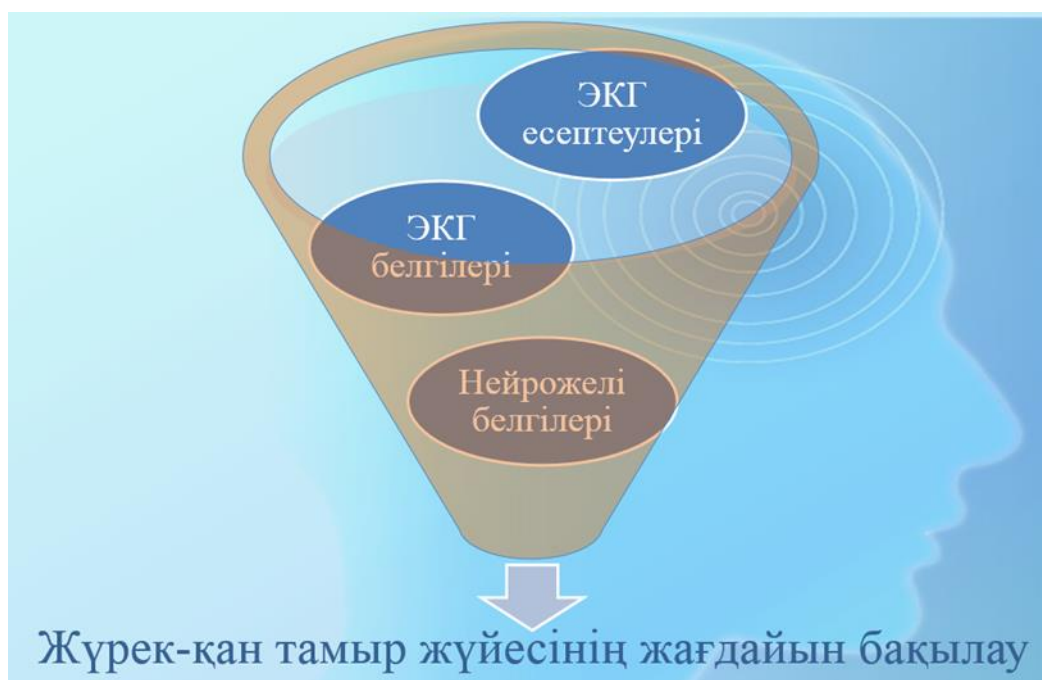 ЭКГ
есептеулері
ЭКГ
белгілері
Нейрожелі
белгілері
Жүрек-қан тамыр жүйесінің жағдайын бақылау